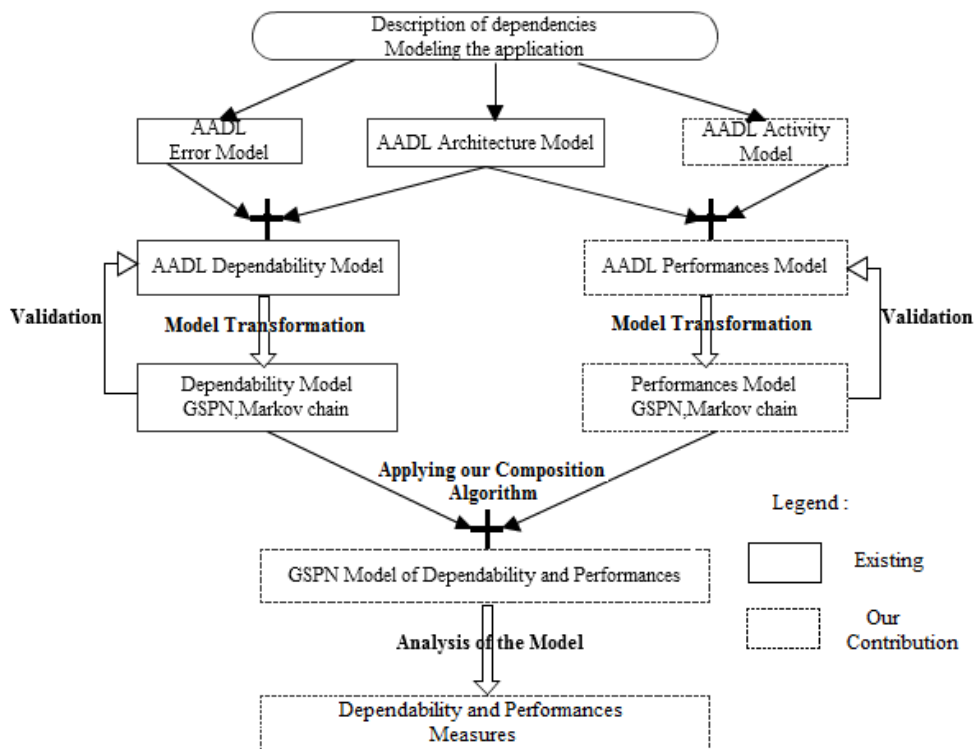 Description of dependencies
Modeling the application
AADL
Error Model
AADL Architecture Model
AADL Activity
Model
AADL Dependability Model
AADL Performances Model
Validation
Model Transformation
Model Transformation
Validation
Dependability Model
GSPN,Markov chain
Performances Model
GSPN,Markov chain
Applying our Composition
Algorithm
Legend :
GSPN Model of Dependability and Performances
Existing
Our
Contribution
Analysis of the Model
Dependability and Performances
Measures